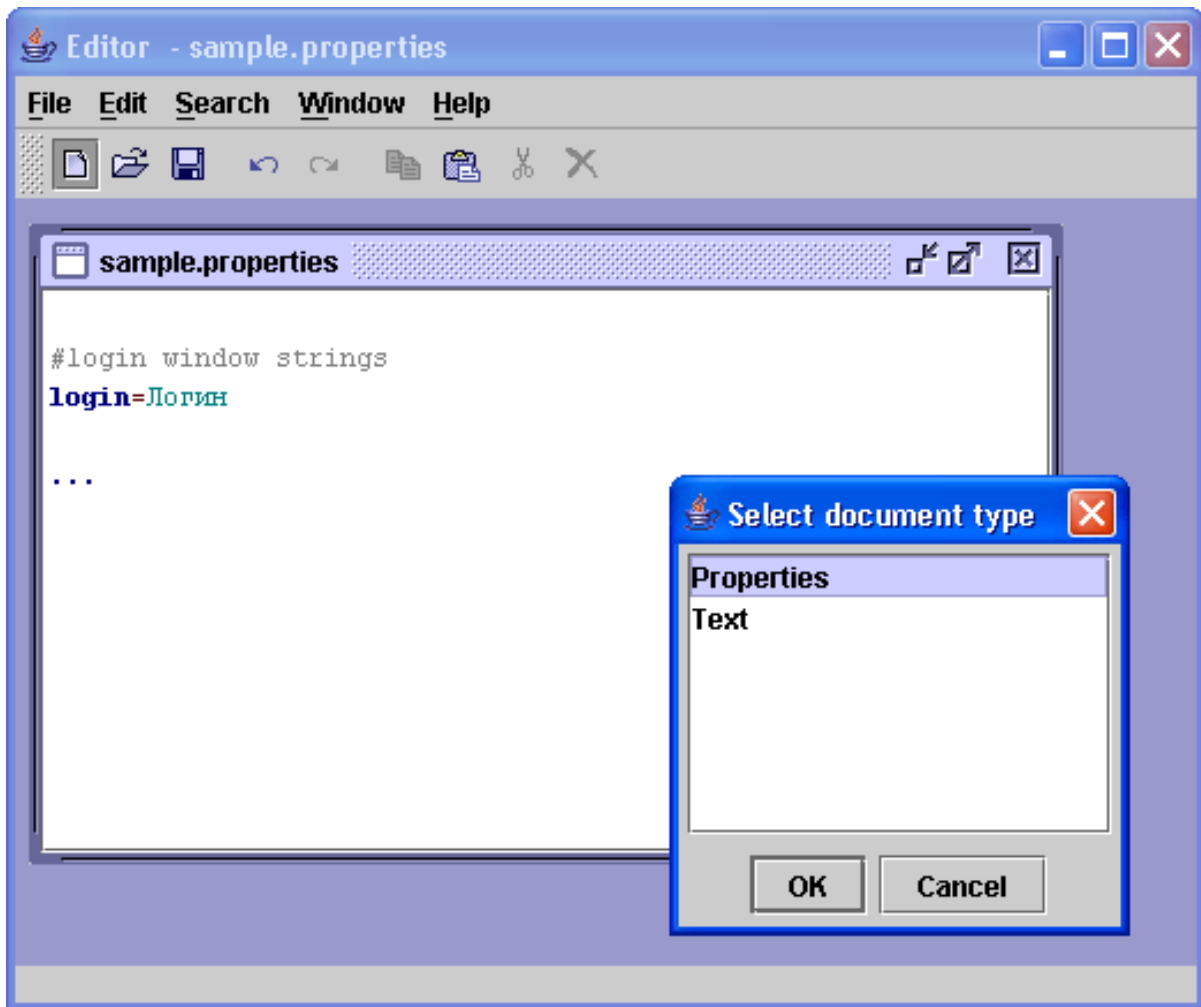 Editor - sample.properties
File Edit Search Window Help
sample.properties
#login window strings
login=Логин
...
Select document type
Properties
Text
OK Cancel